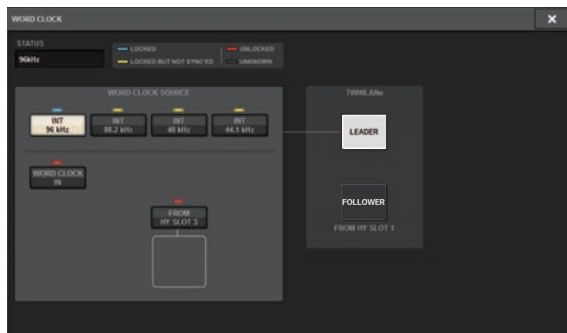 WORD CLOCK
STATUS
96kHz
LOCKED
UNLOCKED
LOCKED BUT NOT SYNC'ED
UNKNOWN
WORD CLOCK SOURCE
TWINLANe
INT
96 kHz
INT
88.2 kHz
INT
48 kHz
INT
44.1 kHz
LEADER
WORD CLOCK
IN
FROM
HY SLOT 3
FOLLOWER
FROM HY SLOT 1